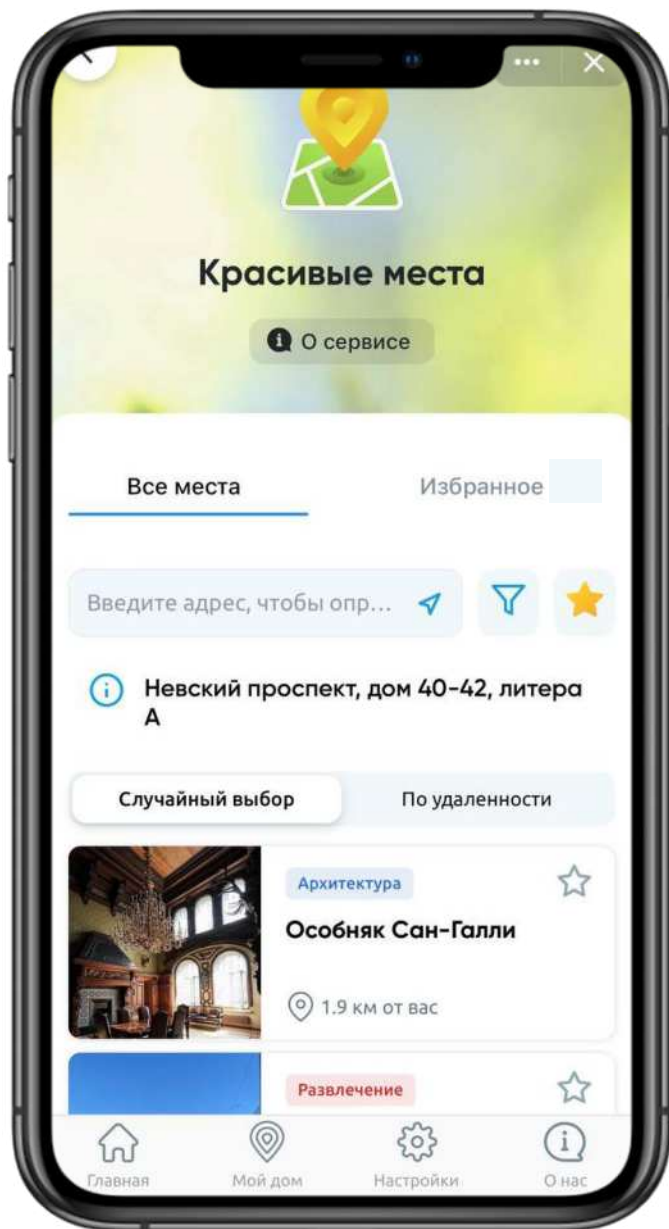 Красивые места
О сервисе
Все места
Избранное
Введите адрес, чтобы опр...
Невский проспект, дом 40-42, литера
А
Случайный выбор
По удаленности
Архитектура
Особняк Сан-Галли
1.9 км от вас
Развлечение
Главная
Мой дом
Настройки
О нас